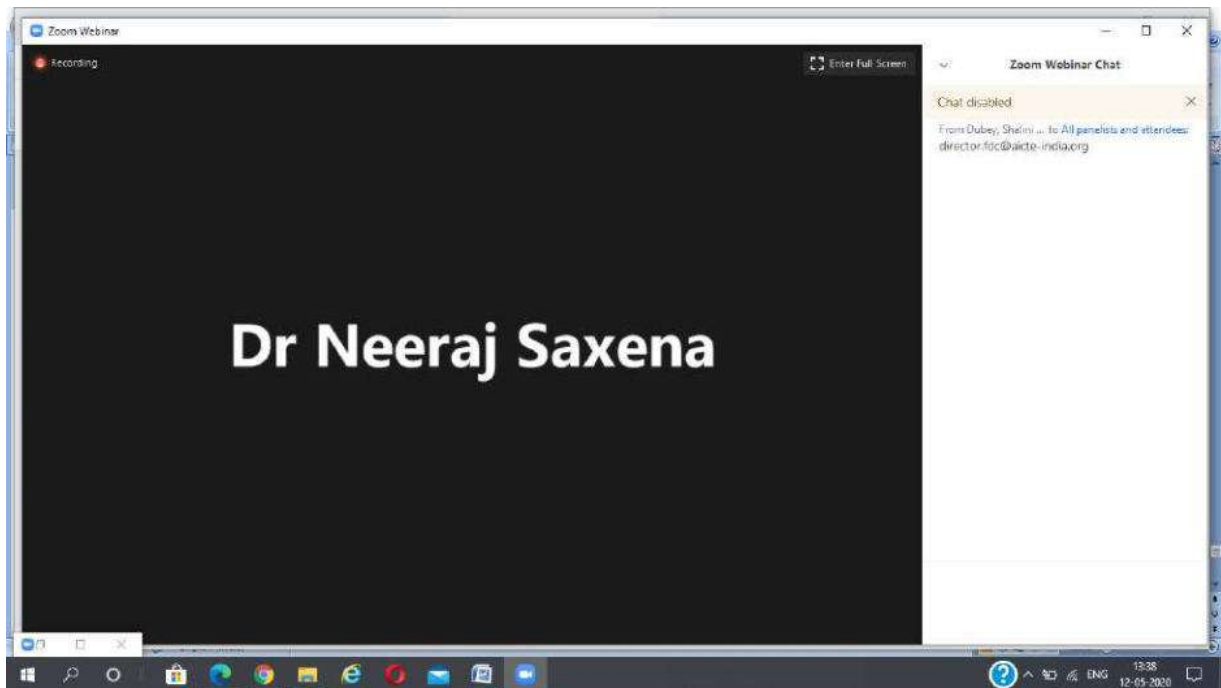 Zoom Webinar
Recording
Enter Full Screen
Dr Neeraj Saxena
Zoom Webinar Chat
Chat disabled
From Dubey, Shalini ... to All panelists and attendees:
director.fdc@aicte-india.org
ENG
13:38
12-05-2020